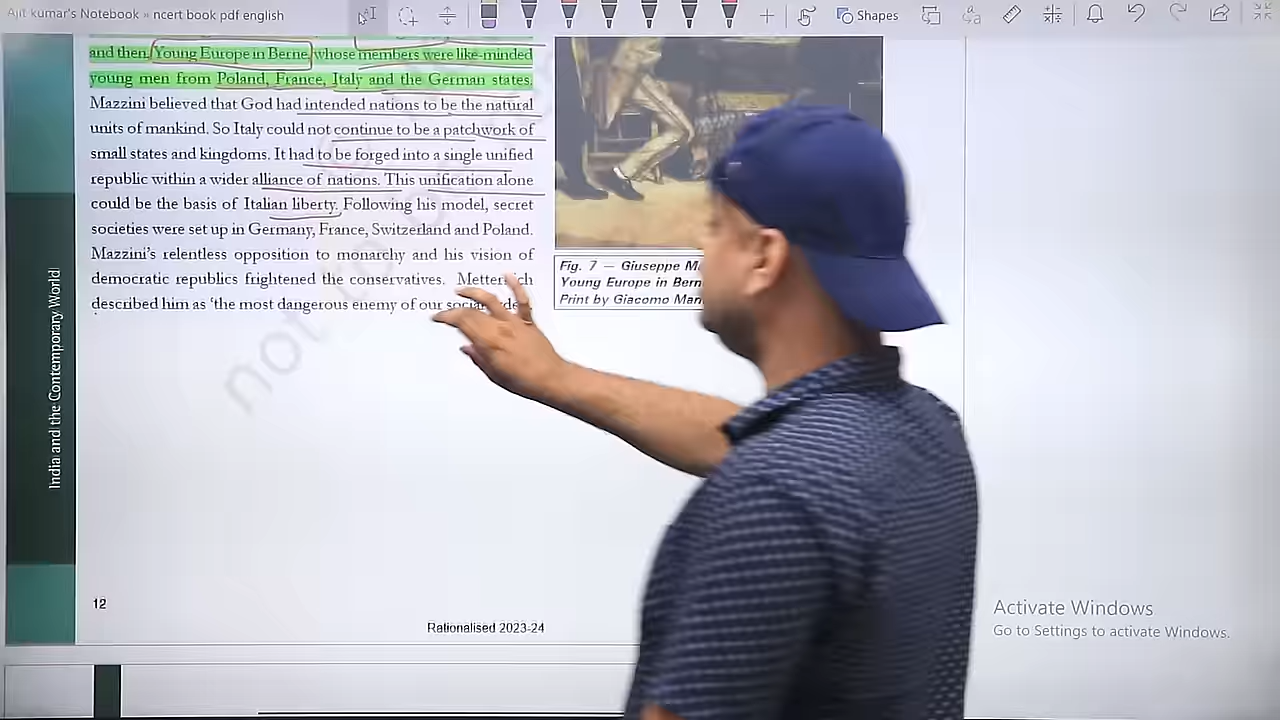 Ajit kumar's Notebook » ncert book pdf english
Shapes
and then, Young Europe in Berne, whose members were like-minded
young men from Poland, France, Italy and the German states.
Mazzini believed that God had intended nations to be the natural
units of mankind. So Italy could not continue to be a patchwork of
small states and kingdoms. It had to be forged into a single unified
republic within a wider alliance of nations. This unification alone
could be the basis of Italian liberty. Following his model, secret
societies were set up in Germany, France, Switzerland and Poland.
Mazzini's relentless opposition to monarchy and his vision of
democratic republics frightened the conservatives. Metternich
described him as 'the most dangerous enemy of our social
Fig. 7 — Giuseppe
Young Europe in
Print by Giacomo
India and the Contemporary World
not
12
Rationalised 2023-24
Activate Windows
Go to Settings to activate Windows.